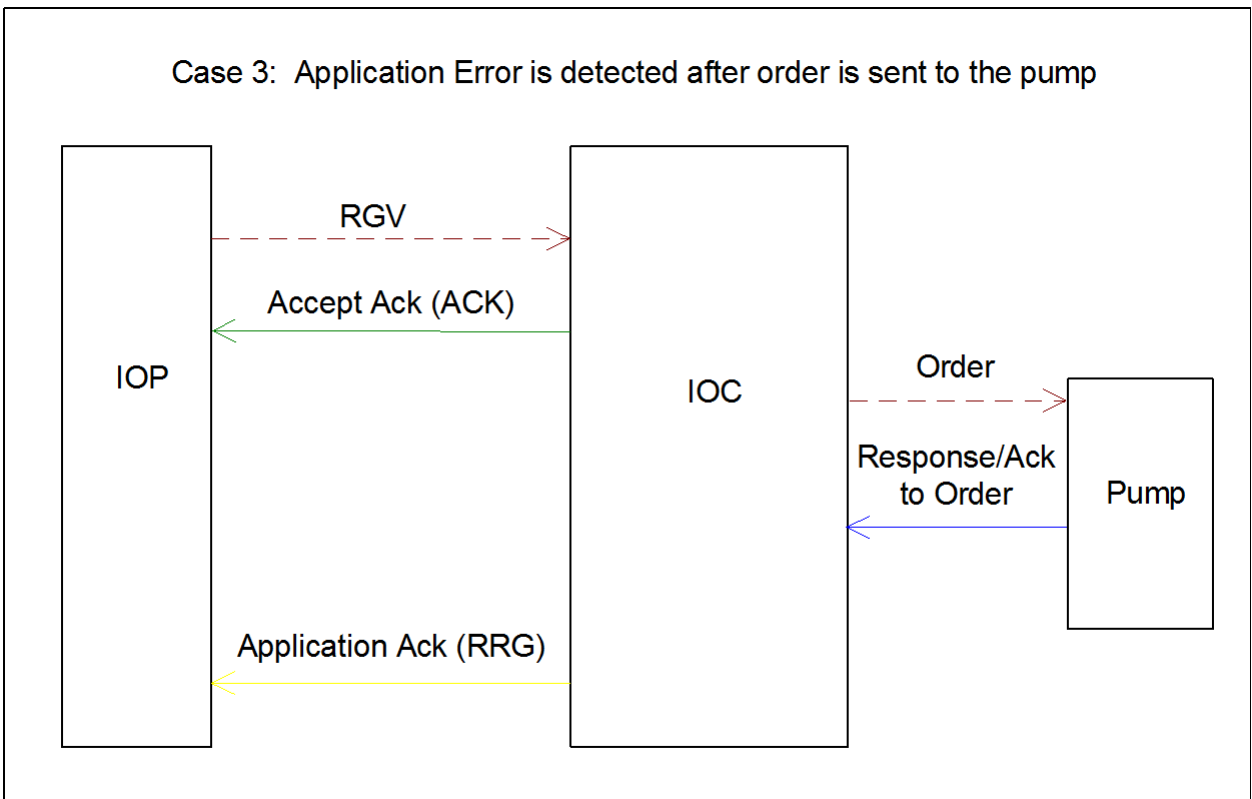 Case 3:  Application Error is detected after order is sent to the pump
RGV
Accept Ack (ACK)
IOP
IOC
Order
Response/Ack
to Order
Pump
Application Ack (RRG)